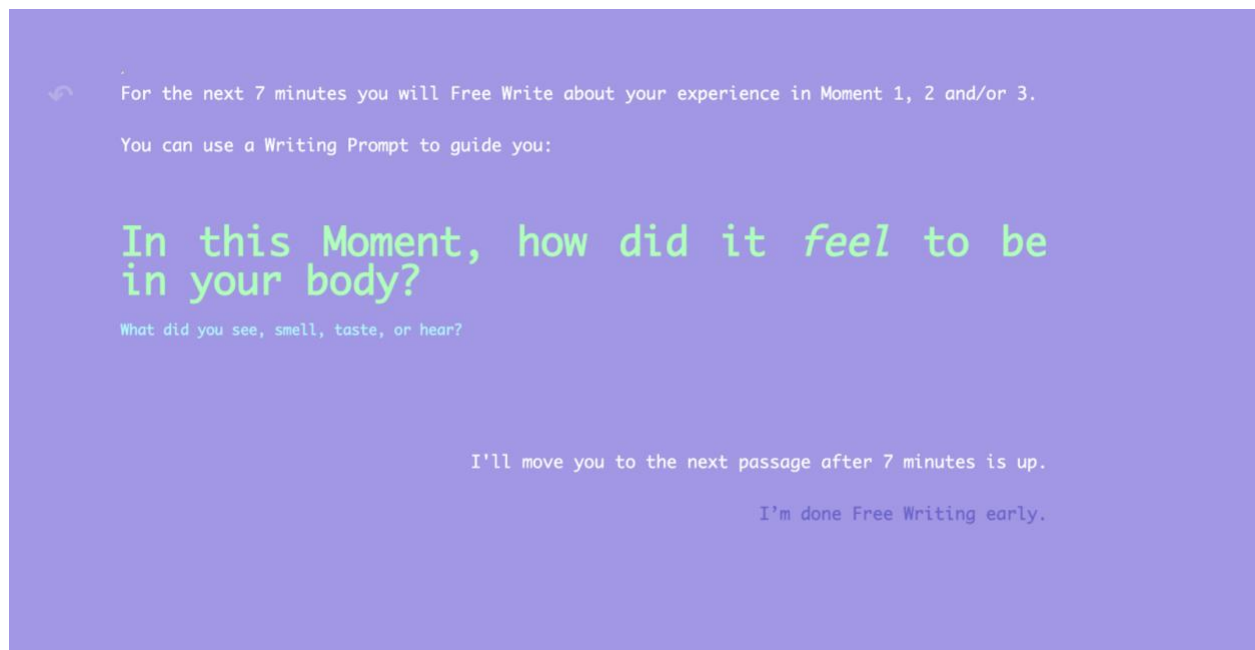 For the next 7 minutes you will Free Write about your experience in Moment 1, 2 and/or 3.
You can use a Writing Prompt to guide you:
In this Moment, how did it feel to be
in your body?
What did you see, smell, taste, or hear?
I'll move you to the next passage after 7 minutes is up.
I’m done Free Writing early.